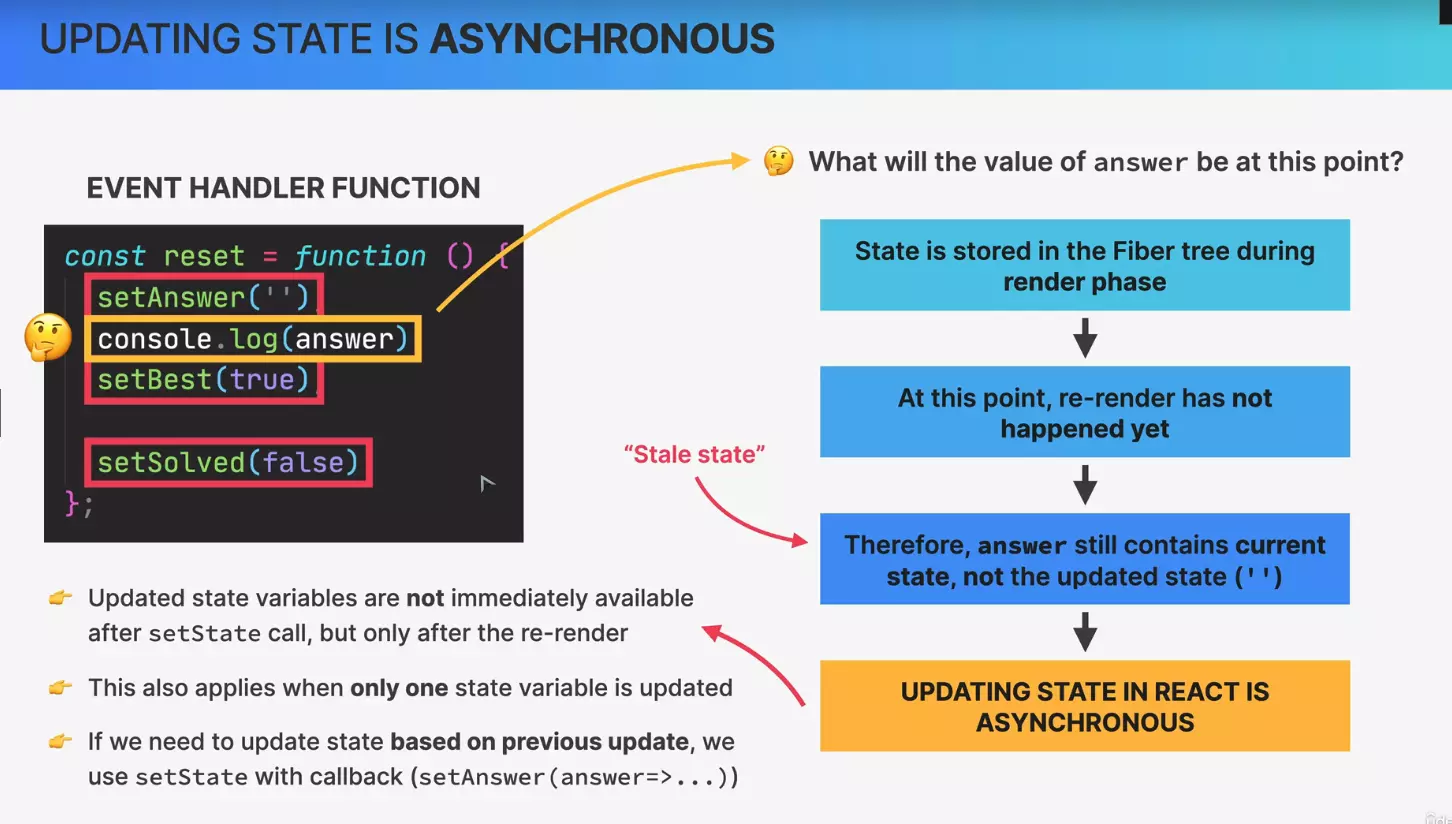 UPDATING STATE IS ASYNCHRONOUS
What will the value of answer be at this point?
EVENT HANDLER FUNCTION
const reset = function () {
setAnswer('')
console.log(answer)
setBest(true)
setSolved(false)
};
State is stored in the Fiber tree during
render phase
At this point, re-render has not
happened yet
“Stale state”
Therefore, answer still contains current
state, not the updated state ('')
UPDATING STATE IN REACT IS
ASYNCHRONOUS
Updated state variables are not immediately available
after setState call, but only after the re-render
This also applies when only one state variable is updated
If we need to update state based on previous update, we
use setState with callback (setAnswer(answer=>...))